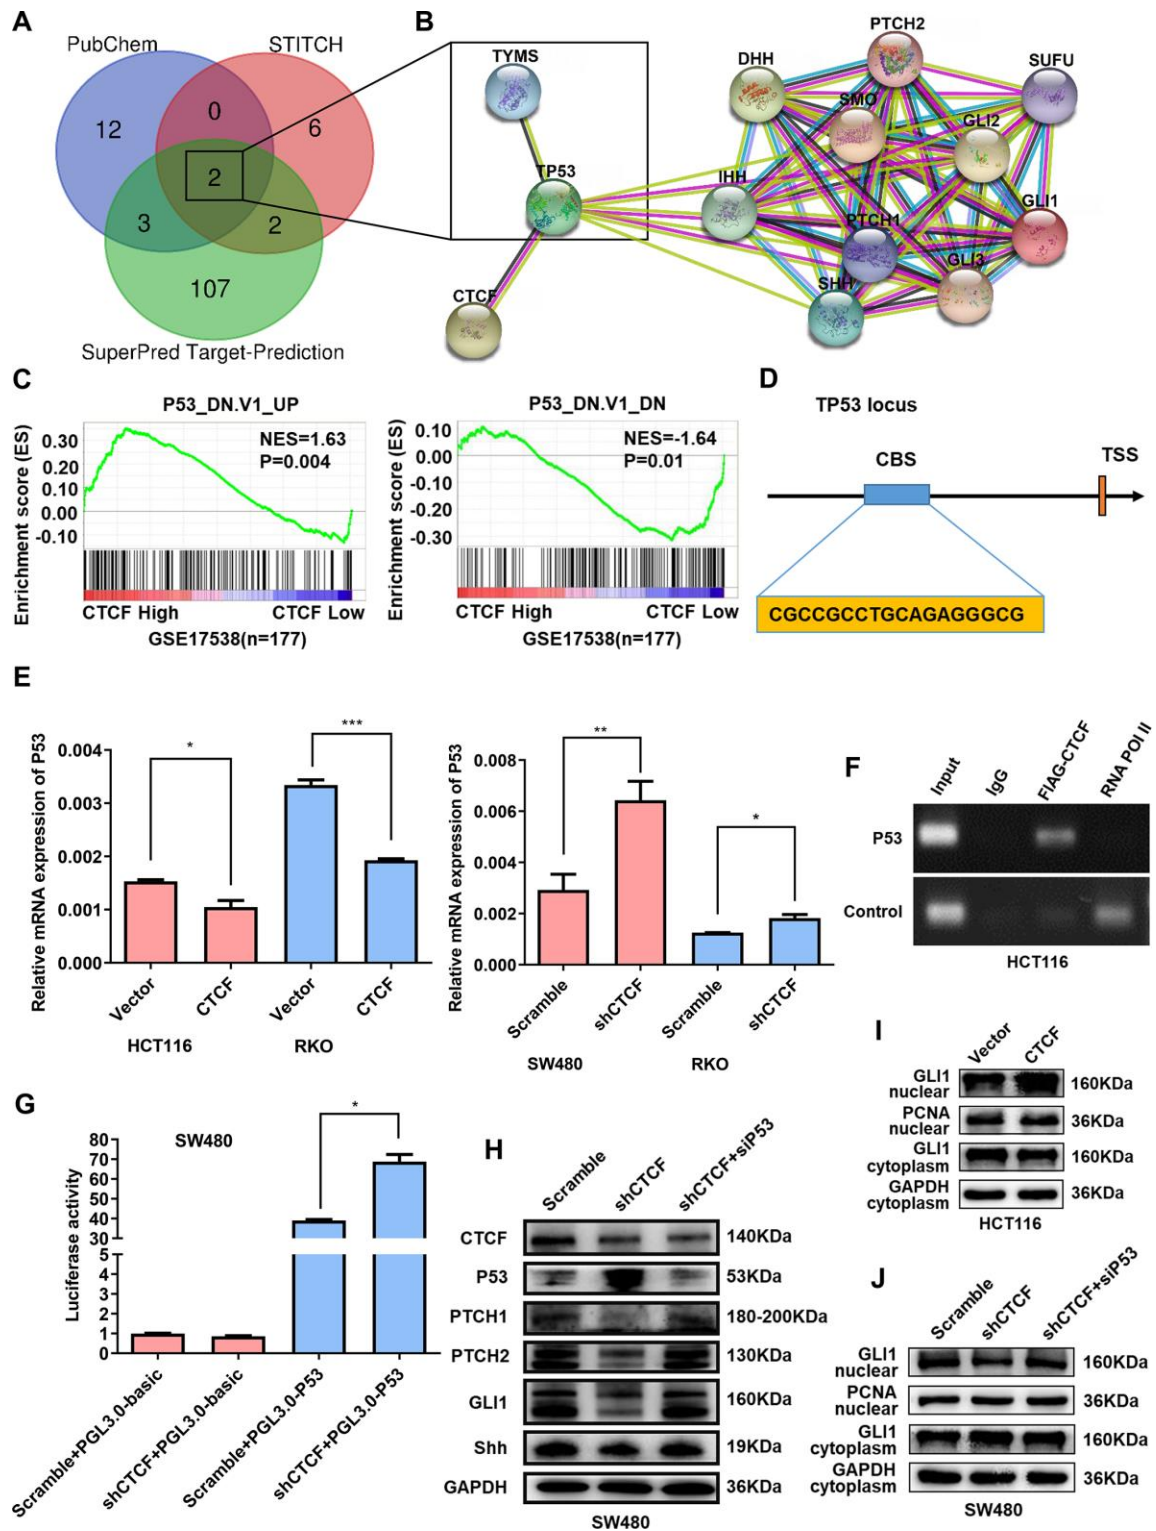 A
PubChem
STITCH
12
0
6
2
3
2
107
SuperPred Target-Prediction
B
TYMS
TP53
CTCF
DHH
PTCH2
SUFU
SMO
GLI2
IHH
PTCH1
GLI1
GLI3
SHH
C
P53_DN.V1_UP
NES=1.63
P=0.004
Enrichment score (ES)
0.30
0.20
0.10
0.00
-0.10
CTCF High
CTCF Low
GSE17538(n=177)
P53_DN.V1_DN
NES=-1.64
P=0.01
Enrichment score (ES)
0.10
0.00
-0.10
-0.30
CTCF High
CTCF Low
GSE17538(n=177)
D
TP53 locus
CBS
TSS
CGCCGCCTGCAGAGGGCG
E
Relative mRNA expression of P53
0.004
0.003
0.002
0.001
0.000
*
***
Vector
CTCF
Vector
CTCF
HCT116
RKO
Relative mRNA expression of P53
0.008
0.006
0.004
0.002
0.000
**
*
Scramble
shCTCF
Scramble
shCTCF
SW480
RKO
F
Input
IgG
FlAG-CTCF
RNA POl II
P53
Control
HCT116
G
SW480
Luciferase activity
80
70
60
50
40
30
5
4
3
2
1
0
*
Scramble+PGL3.0-basic
shCTCF+PGL3.0-basic
Scramble+PGL3.0-P53
shCTCF+PGL3.0-P53
H
Scramble
shCTCF
shCTCF+siP53
CTCF
140KDa
P53
53KDa
PTCH1
180-200KDa
PTCH2
130KDa
GLI1
160KDa
Shh
19KDa
GAPDH
36KDa
SW480
I
Vector
CTCF
GLI1
nuclear
160KDa
PCNA
nuclear
36KDa
GLI1
cytoplasm
160KDa
GAPDH
cytoplasm
36KDa
HCT116
J
Scramble
shCTCF
shCTCF+siP53
GLI1
nuclear
160KDa
PCNA
nuclear
36KDa
GLI1
cytoplasm
160KDa
GAPDH
cytoplasm
36KDa
SW480